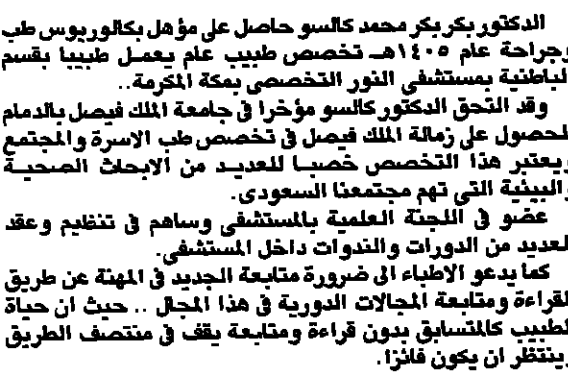 الدكتور بكر بكر محمد كالسو حاصل على مؤهل بكالوريوس طب
وجراحة عام ١٤٠٥هـ تخصص طبيب عام يعمل طبيبا بقسم
الباطنية بمستشفى النور التخصصى بمكة المكرمة..
وقد التحق الدكتور كالسو مؤخرا في جامعة الملك فيصل بالدمام
للحصول على زمالة الملك فيصل في تخصص طب الاسرة والمجتمع
ويعتبر هذا التخصص خصبا للعديد من الابحاث الصحية
والبيئية التي تهم مجتمعنا السعودى.
عضو في اللجنة العلمية بالمستشفى وساهم في تنظيم وعقد
العديد من الدورات والندوات داخل المستشفى.
كما يدعو الاطباء الى ضرورة متابعة الجديد في المهنة عن طريق
القراءة ومتابعة المجالات الدورية في هذا المجال .. حيث ان حياة
الطبيب كالمتسابق بدون قراءة ومتابعة يقف في منتصف الطريق
وينتظر ان يكون فائزا.